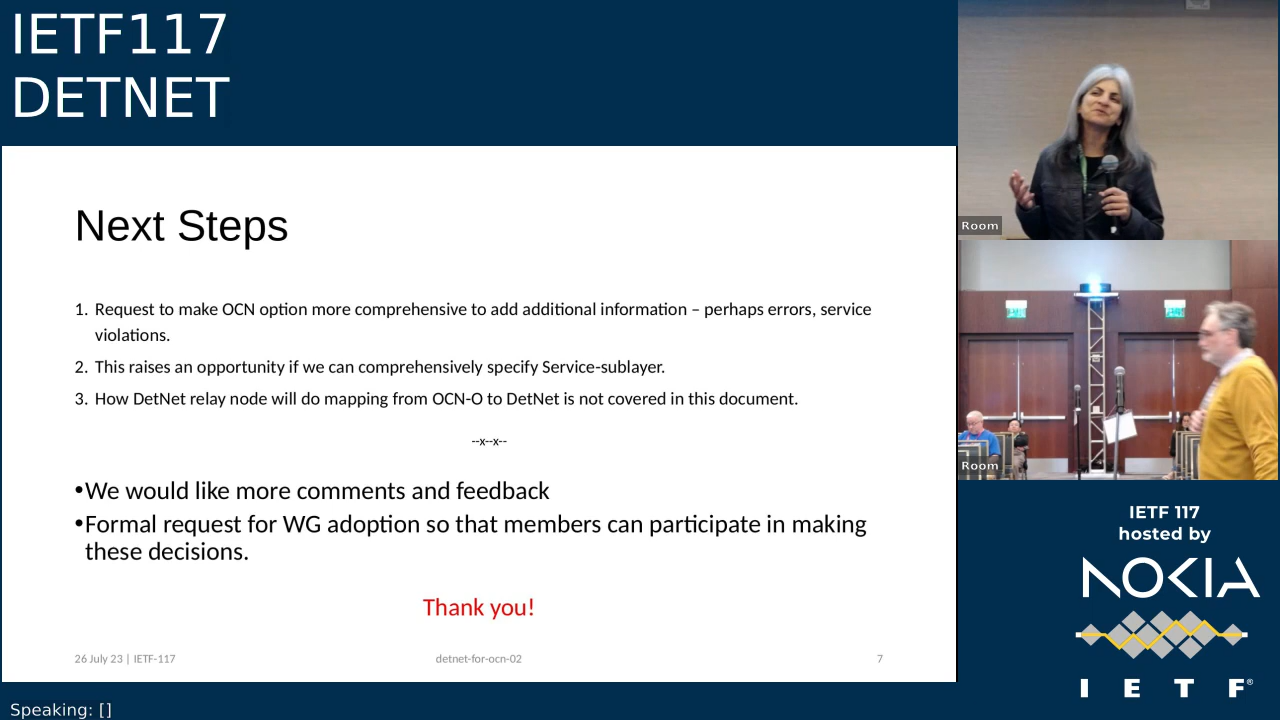 IETF117
DETNET
Next Steps
1. Request to make OCN option more comprehensive to add additional information – perhaps errors, service
violations.
2. This raises an opportunity if we can comprehensively specify Service-sublayer.
3. How DetNet relay node will do mapping from OCN-O to DetNet is not covered in this document.
--x--x--
•We would like more comments and feedback
•Formal request for WG adoption so that members can participate in making
these decisions.
Thank you!
26 July 23 | IETF-117
detnet-for-ocn-02
7
Speaking: []
Room
Room
IETF 117
hosted by
NOKIA
I E T F®